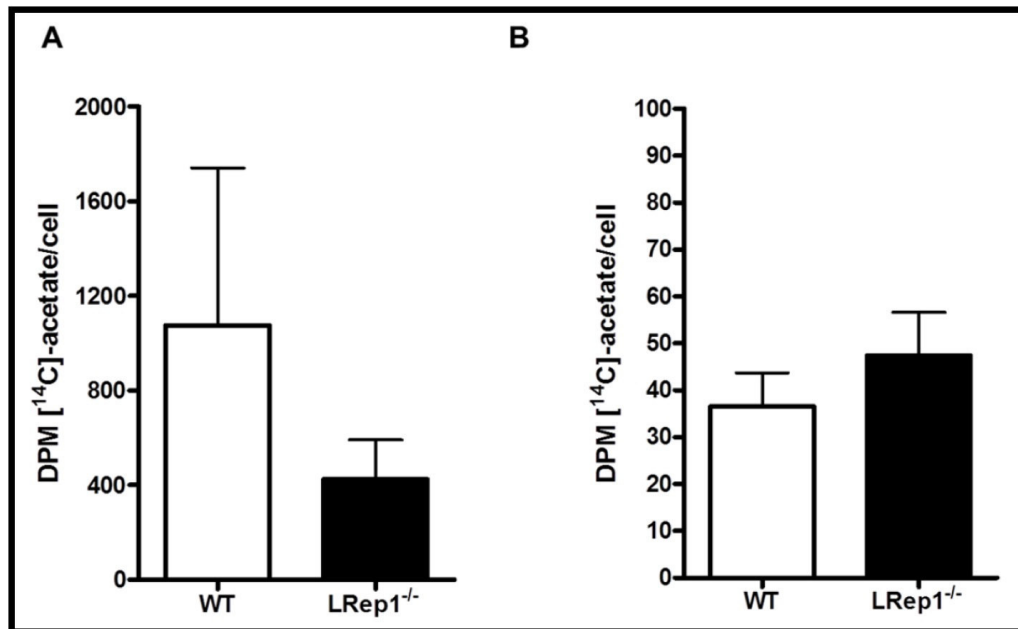 A
DPM [¹⁴C]-acetate/cell
2000
1600
1200
800
400
0
WT
LRep1⁻/⁻
B
DPM [¹⁴C]-acetate/cell
100
90
80
70
60
50
40
30
20
10
0
WT
LRep1⁻/⁻